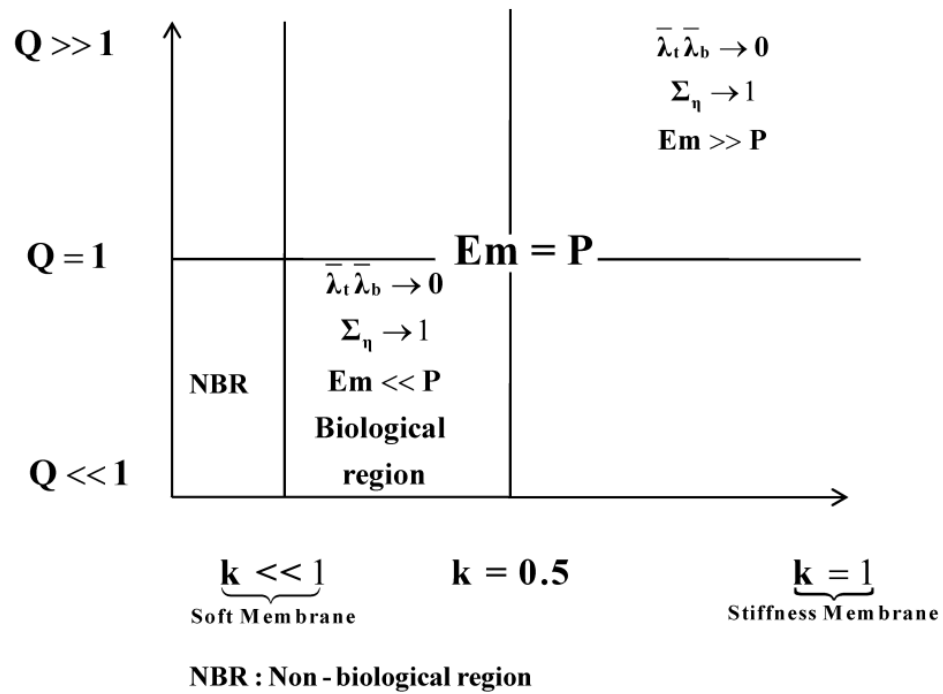 Q >> 1
λ̄t λ̄b → 0
Ση → 1
Em >> P
Q = 1
Em = P
λ̄t λ̄b → 0
Ση → 1
NBR
Em << P
Biological
region
Q << 1
k << 1
k = 0.5
k = 1
Soft Membrane
Stiffness Membrane
NBR : Non - biological region